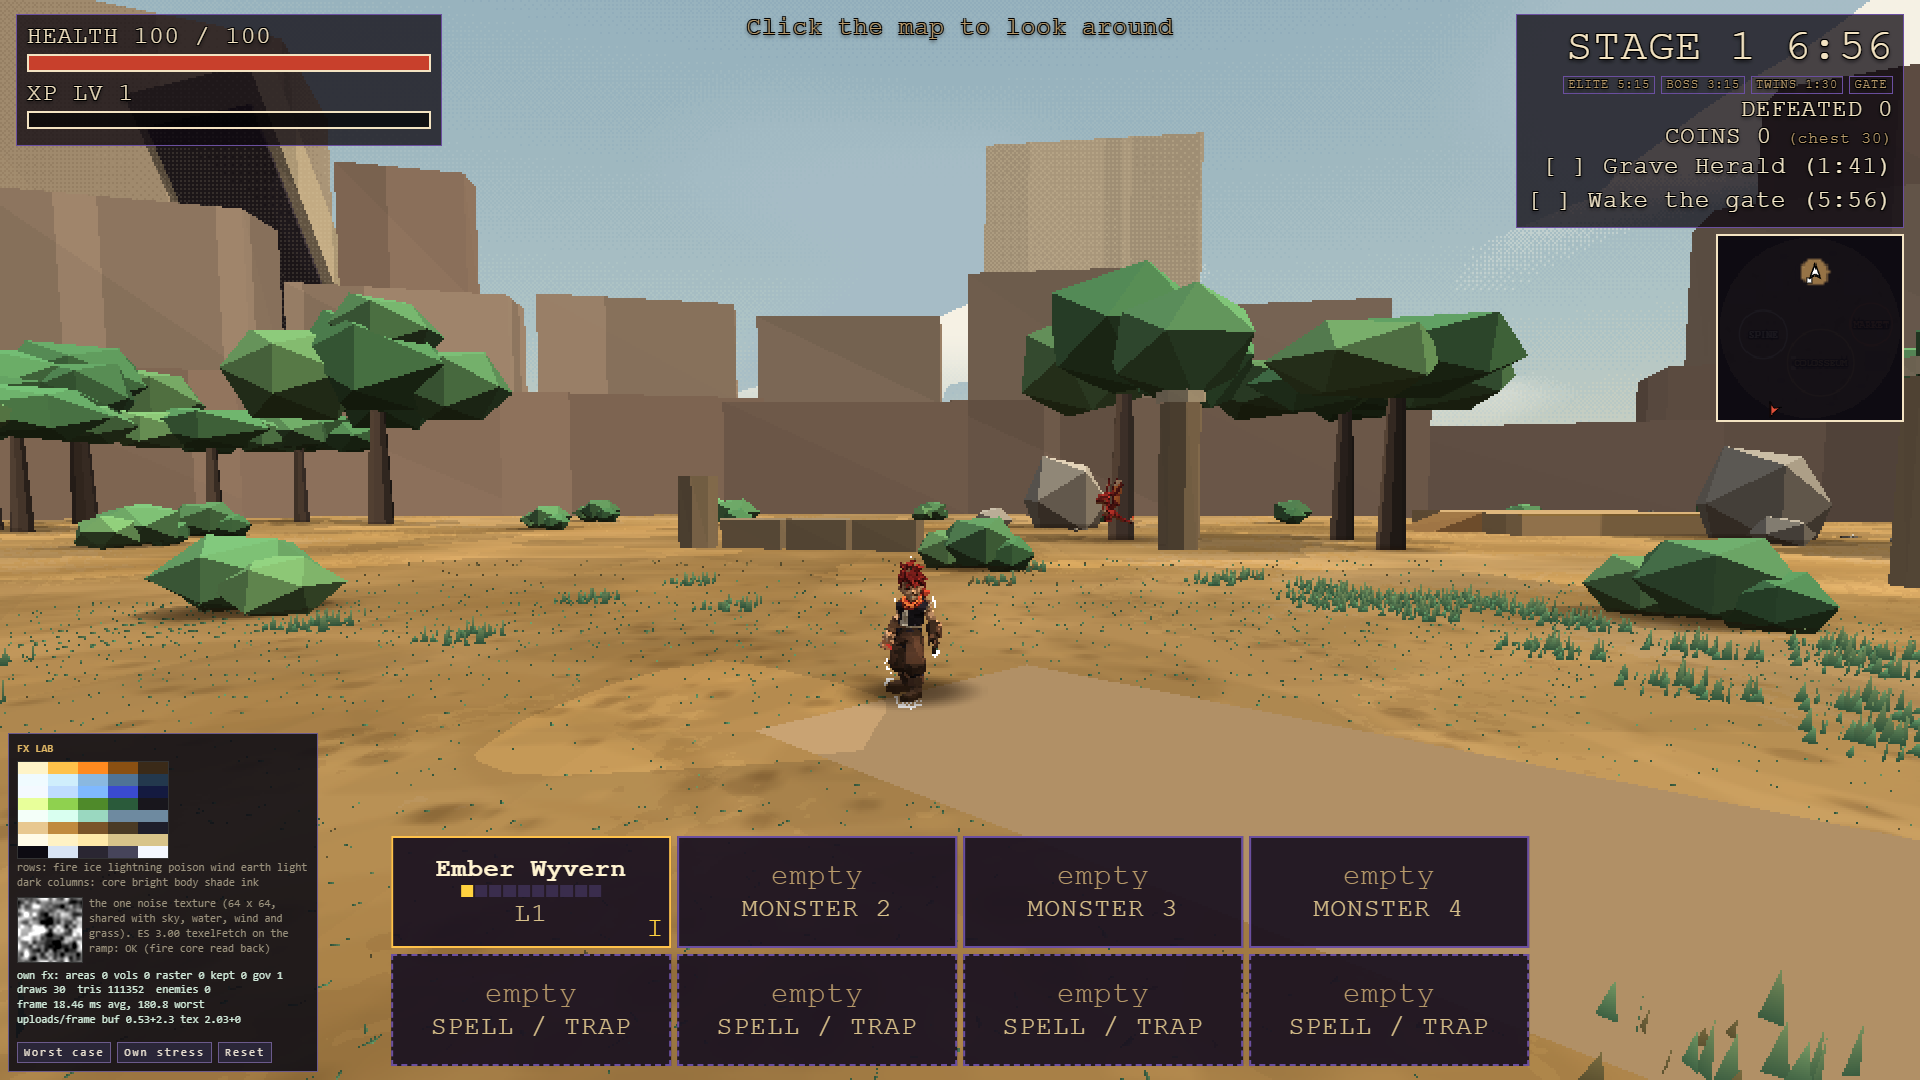 HEALTH 100 / 100
XP LV 1
Click the map to look around
STAGE 1 6:56
ELITE 5:15 BOSS 3:15 TWINS 1:30 GATE
DEFEATED 0
COINS 0 (chest 30)
[ ] Grave Herald (1:41)
[ ] Wake the gate (5:56)
FX LAB
rows: fire ice lightning poison wind earth light
dark columns: core bright body shade ink
the one noise texture (64 x 64,
shared with sky, water, wind and
grass). ES 3.00 texelFetch on the
ramp: OK (fire core read back)
own fx: areas 0 vols 0 raster 0 kept 0 gov 1
draws 30 tris 111352 enemies 0
frame 18.46 ms avg, 180.8 worst
uploads/frame buf 0.53+2.3 tex 2.03+0
Worst case Own stress Reset
Ember Wyvern
L1
I
empty
MONSTER 2
empty
MONSTER 3
empty
MONSTER 4
empty
SPELL / TRAP
empty
SPELL / TRAP
empty
SPELL / TRAP
empty
SPELL / TRAP